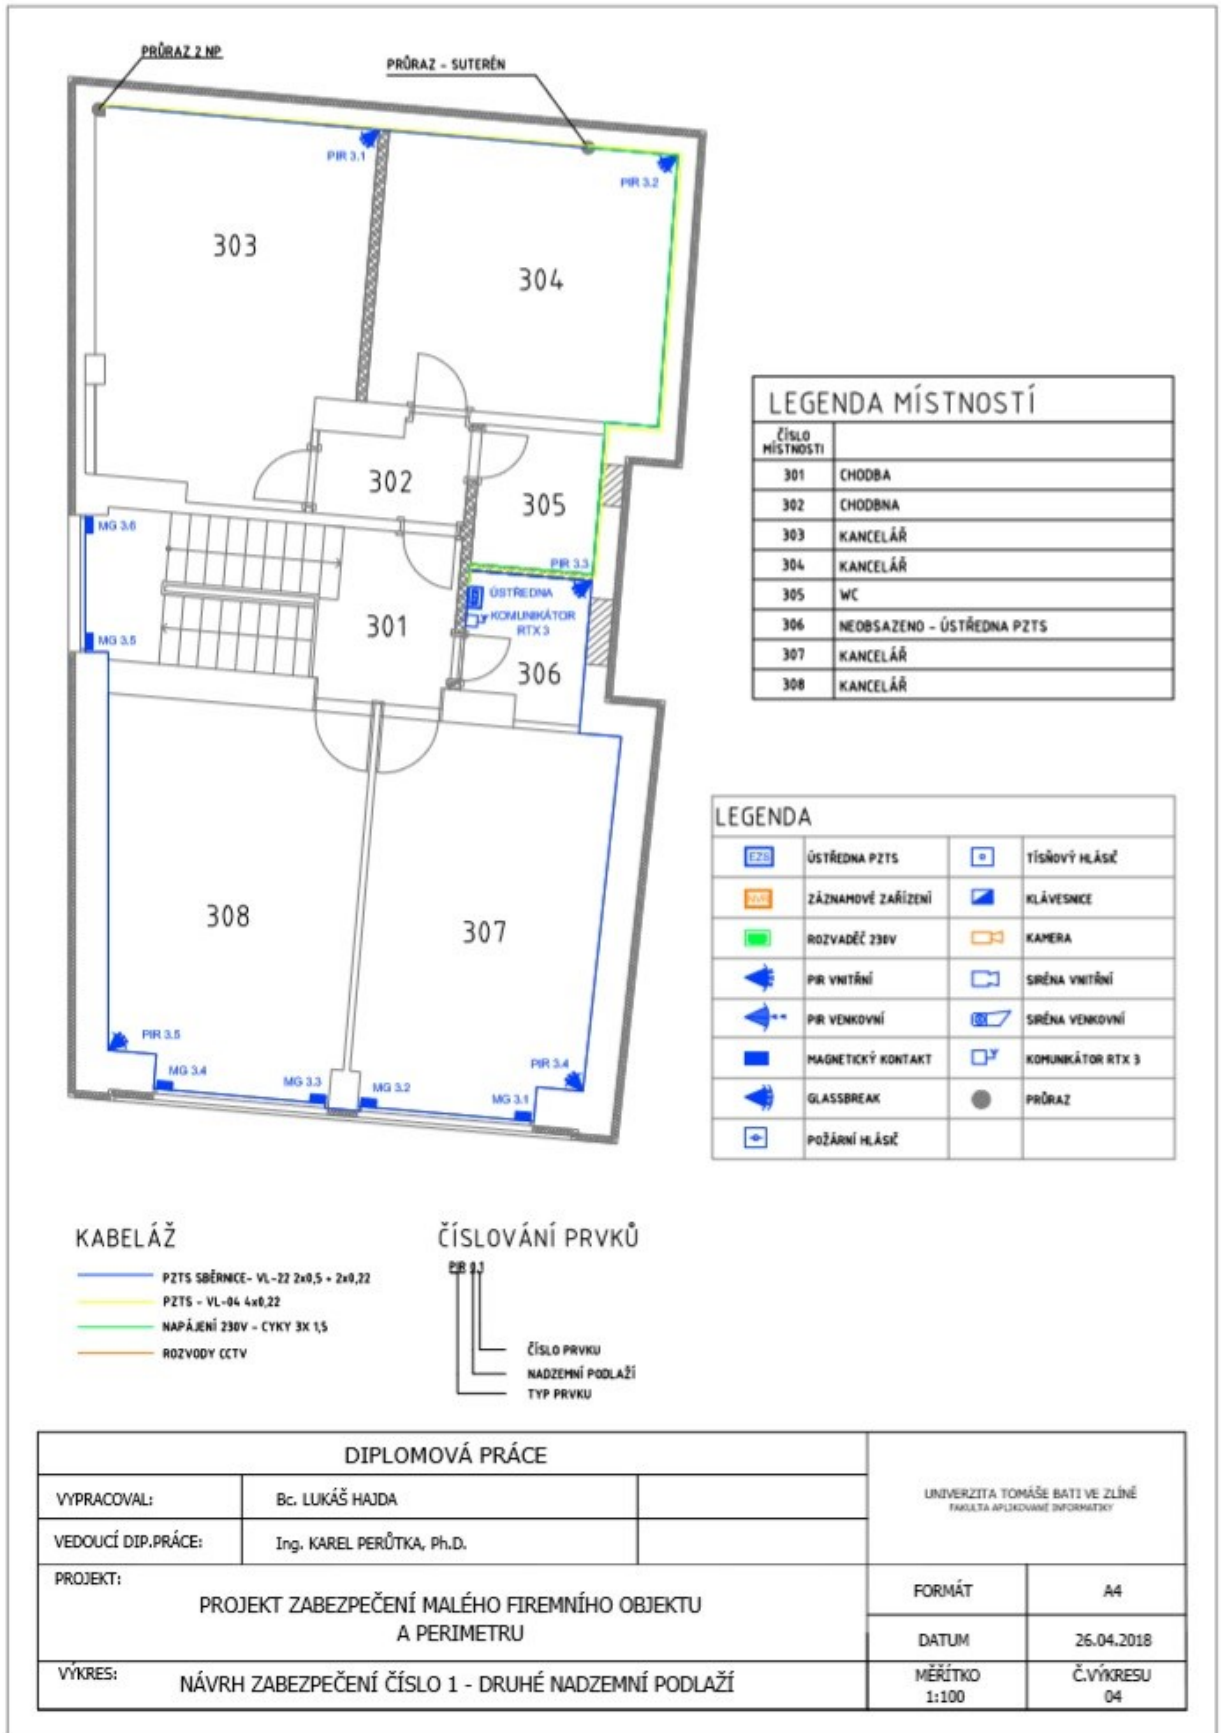 PRŮRAZ 2 NP
PRŮRAZ - SUTERÉN
PIR 3.1
PIR 3.2
303
304
302
305
MG 3.6
PIR 3.3
ÚSTŘEDNA
KOMUNIKÁTOR
RTX 3
MG 3.5
301
306
308
307
PIR 3.5
PIR 3.4
MG 3.4
MG 3.3
MG 3.2
MG 3.1
LEGENDA MÍSTNOSTÍ
ČÍSLO
MÍSTNOSTI
301 CHODBA
302 CHODBNA
303 KANCELÁŘ
304 KANCELÁŘ
305 WC
306 NEOBSAZENO - ÚSTŘEDNA PZTS
307 KANCELÁŘ
308 KANCELÁŘ
LEGENDA
EZS ÚSTŘEDNA PZTS TÍSŇOVÝ HLÁSIČ
ZÁZNAMOVÉ ZAŘÍZENÍ KLÁVESNICE
ROZVADĚČ 230V KAMERA
PIR VNITŘNÍ SIRÉNA VNITŘNÍ
PIR VENKOVNÍ SIRÉNA VENKOVNÍ
MAGNETICKÝ KONTAKT KOMUNIKÁTOR RTX 3
GLASSBREAK PRŮRAZ
POŽÁRNÍ HLÁSIČ
KABELÁŽ
PZTS SBĚRNICE- VL-22 2x0,5 + 2x0,22
PZTS - VL-04 4x0,22
NAPÁJENÍ 230V - CYKY 3X 1,5
ROZVODY CCTV
ČÍSLOVÁNÍ PRVKŮ
PIR
ČÍSLO PRVKU
NADZEMNÍ PODLAŽÍ
TYP PRVKU
DIPLOMOVÁ PRÁCE
VYPRACOVAL: Bc. LUKÁŠ HAJDA
VEDOUCÍ DIP.PRÁCE: Ing. KAREL PERŮTKA, Ph.D.
UNIVERZITA TOMÁŠE BATI VE ZLÍNĚ
FAKULTA APLIKOVANÉ INFORMATIKY
PROJEKT:
PROJEKT ZABEZPEČENÍ MALÉHO FIREMNÍHO OBJEKTU
A PERIMETRU
FORMÁT A4
DATUM 26.04.2018
VÝKRES: NÁVRH ZABEZPEČENÍ ČÍSLO 1 - DRUHÉ NADZEMNÍ PODLAŽÍ
MĚŘÍTKO
1:100
Č.VÝKRESU
04